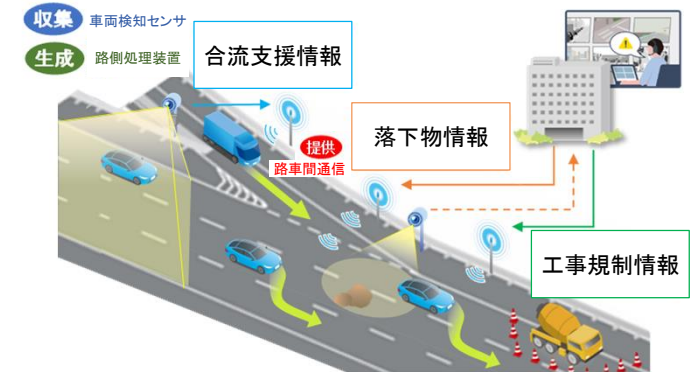 収集 車両検知センサ
生成 路側処理装置
合流支援情報
提供
路車間通信
落下物情報
工事規制情報